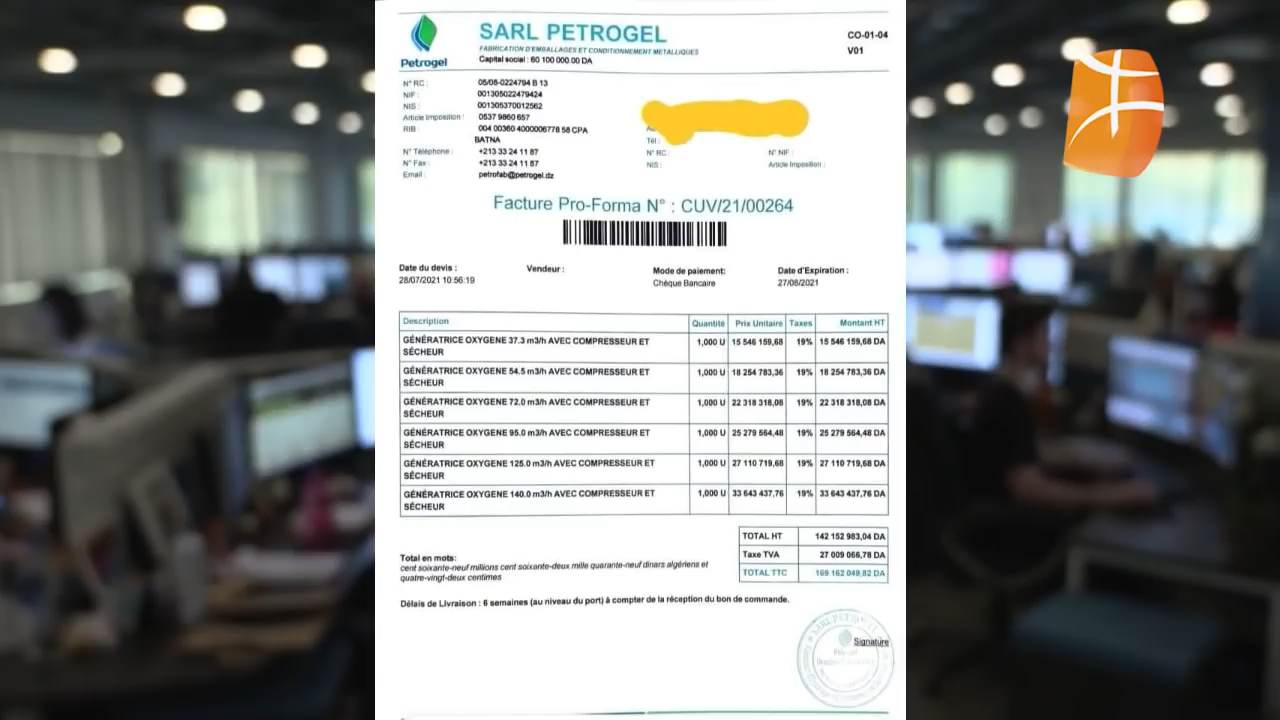 Petrogel
SARL PETROGEL
FABRICATION D'EMBALLAGES ET CONDITIONNEMENT METALLIQUES
Capital social : 60 100 000.00 DA
CO-01-04
V01
N° RC : 05/06-0224794 B 13
NIF : 001305022479424
NIS : 001305370012562
Article Imposition : 0537 9860 657
RIB 004 00360 4000006778 58 CPA
BATNA
N° Téléphone : +213 33 24 11 87
N° Fax : +213 33 24 11 87
Email : petrofab@petrogel.dz
Tél :
N° RC : N° NIF :
NIS : Article Imposition :
Facture Pro-Forma N° : CUV/21/00264
Date du devis : Vendeur : Mode de paiement: Date d'Expiration :
28/07/2021 10:56:19 Chèque Bancaire 27/08/2021
Description Quantité Prix Unitaire Taxes Montant HT
GÉNÉRATRICE OXYGENE 37.3 m3/h AVEC COMPRESSEUR ET 1,000 U 15 546 159,68 19% 15 546 159,68 DA
SÉCHEUR
GÉNÉRATRICE OXYGENE 54.5 m3/h AVEC COMPRESSEUR ET 1,000 U 18 254 783,36 19% 18 254 783,36 DA
SÉCHEUR
GÉNÉRATRICE OXYGENE 72.0 m3/h AVEC COMPRESSEUR ET 1,000 U 22 318 318,08 19% 22 318 318,08 DA
SÉCHEUR
GÉNÉRATRICE OXYGENE 95.0 m3/h AVEC COMPRESSEUR ET 1,000 U 25 279 564,48 19% 25 279 564,48 DA
SÉCHEUR
GÉNÉRATRICE OXYGENE 125.0 m3/h AVEC COMPRESSEUR ET 1,000 U 27 110 719,68 19% 27 110 719,68 DA
SÉCHEUR
GÉNÉRATRICE OXYGENE 140.0 m3/h AVEC COMPRESSEUR ET 1,000 U 33 643 437,76 19% 33 643 437,76 DA
SÉCHEUR
TOTAL HT 142 152 983,04 DA
Taxe TVA 27 009 066,78 DA
TOTAL TTC 169 162 049,82 DA
Total en mots:
cent soixante-neuf millions cent soixante-deux mille quarante-neuf dinars algériens et
quatre-vingt-deux centimes
Délais de Livraison : 6 semaines (au niveau du port) à compter de la réception du bon de commande.
Signature